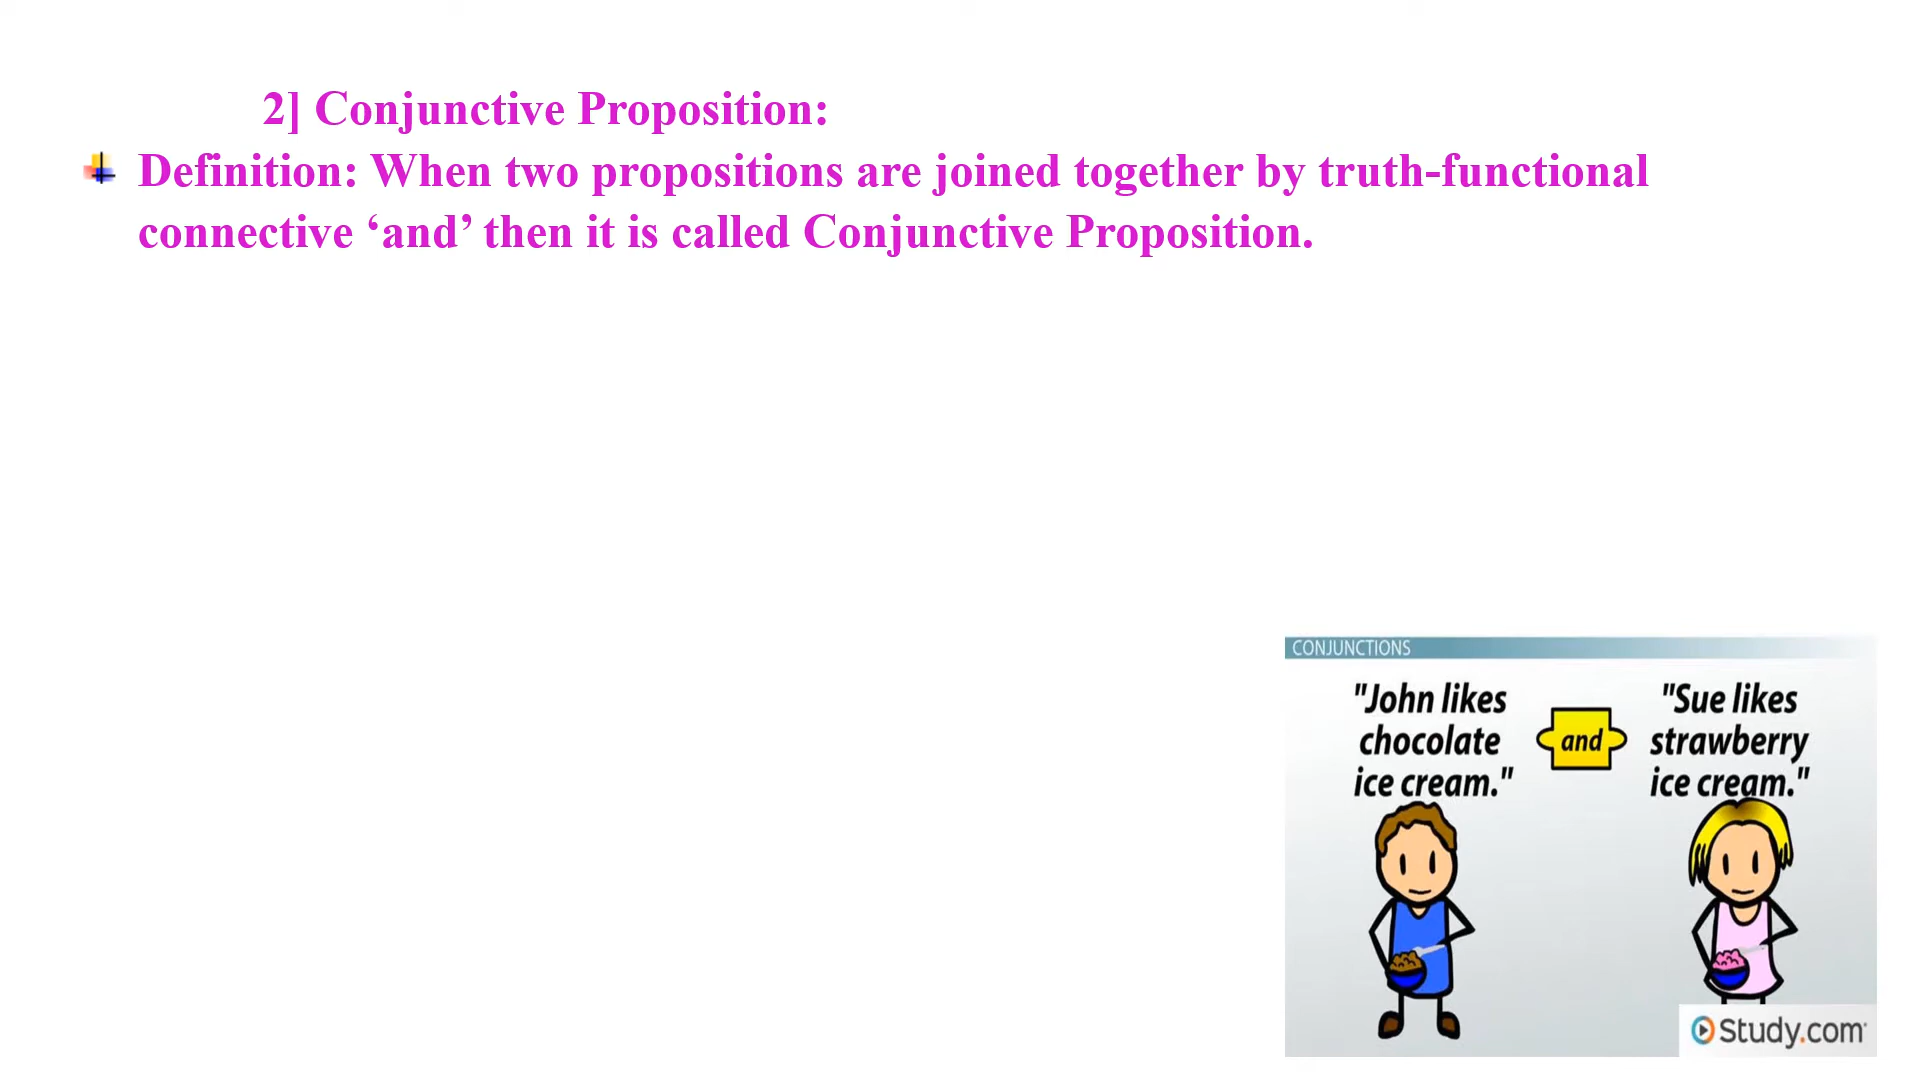 2] Conjunctive Proposition:
Definition: When two propositions are joined together by truth-functional
connective ‘and’ then it is called Conjunctive Proposition.
CONJUNCTIONS
"John likes
chocolate
ice cream."
and
"Sue likes
strawberry
ice cream."
Study.com